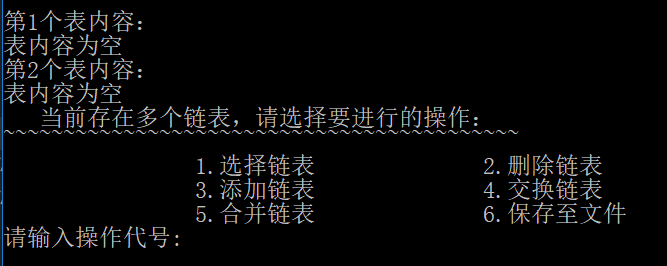 第1个表内容：
表内容为空
第2个表内容：
表内容为空
当前存在多个链表，请选择要进行的操作：
~~~~~~~~~~~~~~~~~~~~~~~~~~~~~~~~~~~~~~~~~~~
1.选择链表 2.删除链表
3.添加链表 4.交换链表
5.合并链表 6.保存至文件
请输入操作代号: